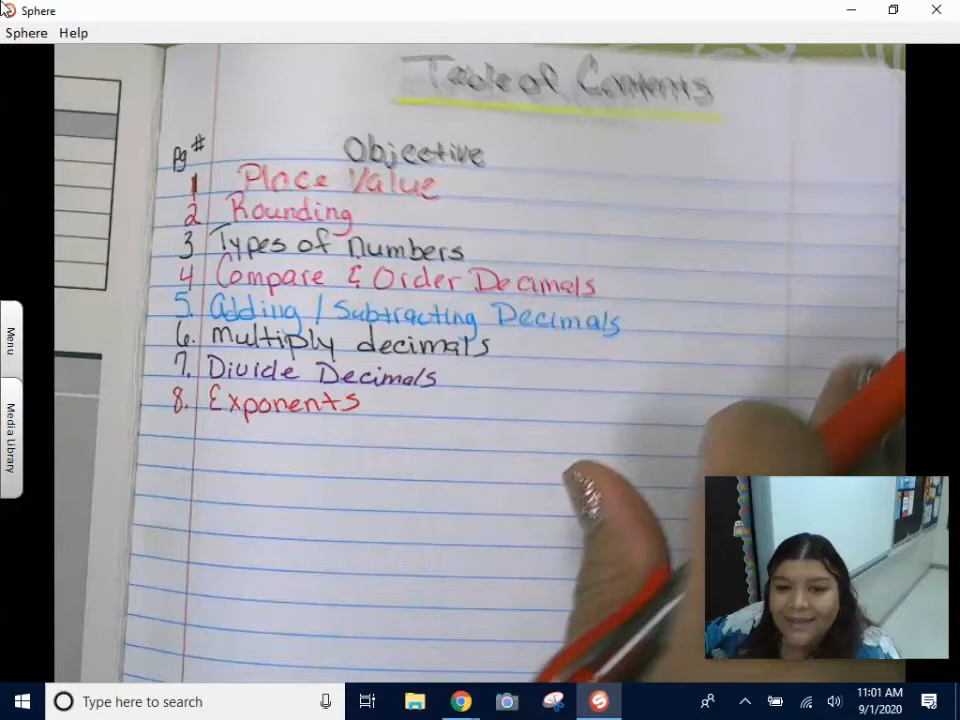 Sphere
Sphere Help
Table of Contents
Pg # Objective
1 Place Value
2 Rounding
3 Types of Numbers
4 Compare & Order Decimals
5. Adding / Subtracting Decimals
6. Multiply decimals
7. Divide Decimals
8. Exponents
Menu
Media Library
Type here to search
11:01 AM
9/1/2020